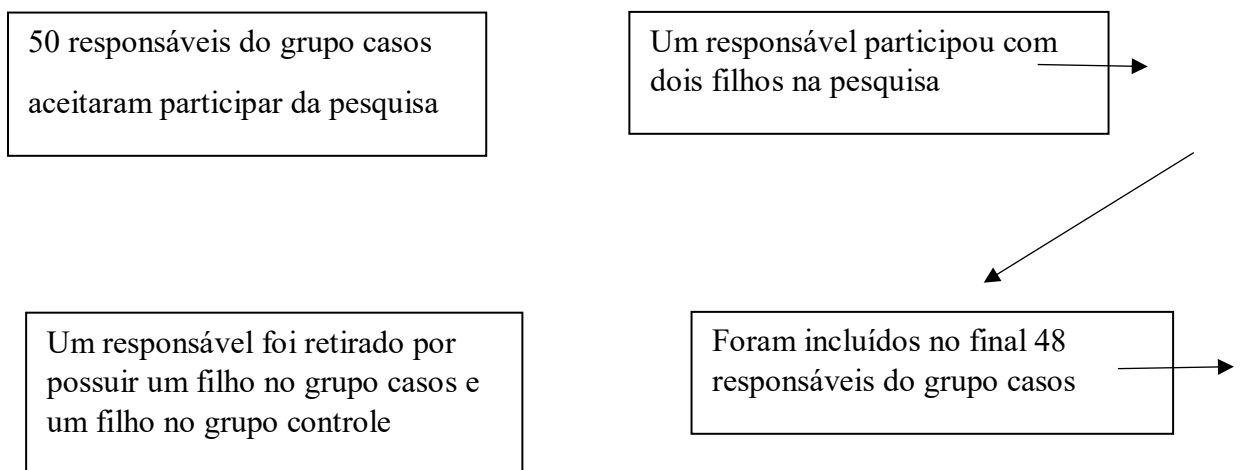 50 responsáveis do grupo casos
aceitaram participar da pesquisa
Um responsável participou com
dois filhos na pesquisa
Um responsável foi retirado por
possuir um filho no grupo casos e
um filho no grupo controle
Foram incluídos no final 48
responsáveis do grupo casos